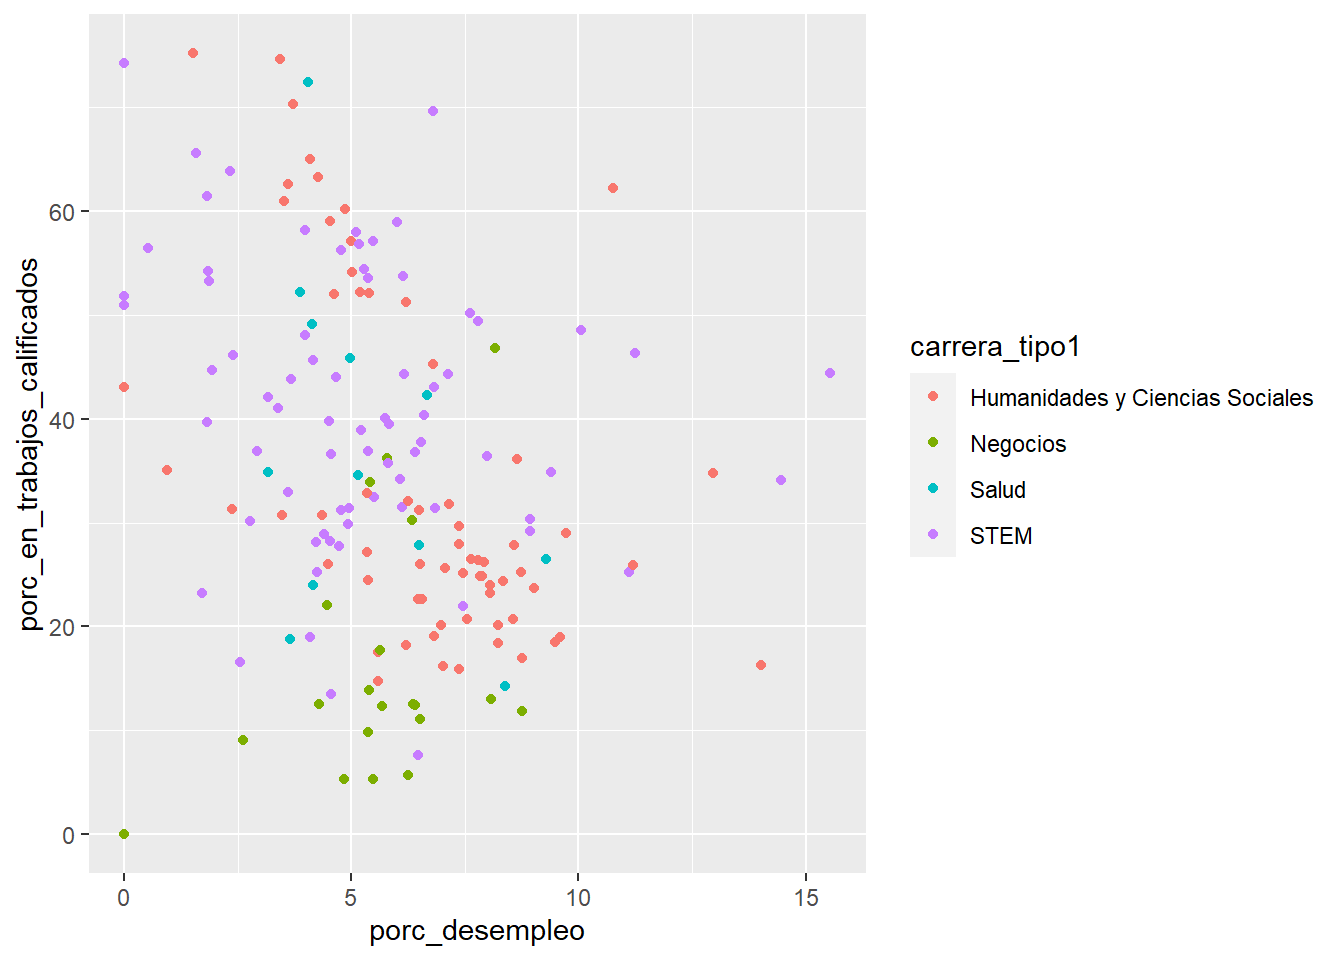 60
40
20
0
porc_en_trabajos_calificados
0 5 10 15
porc_desempleo
carrera_tipo1
Humanidades y Ciencias Sociales
Negocios
Salud
STEM